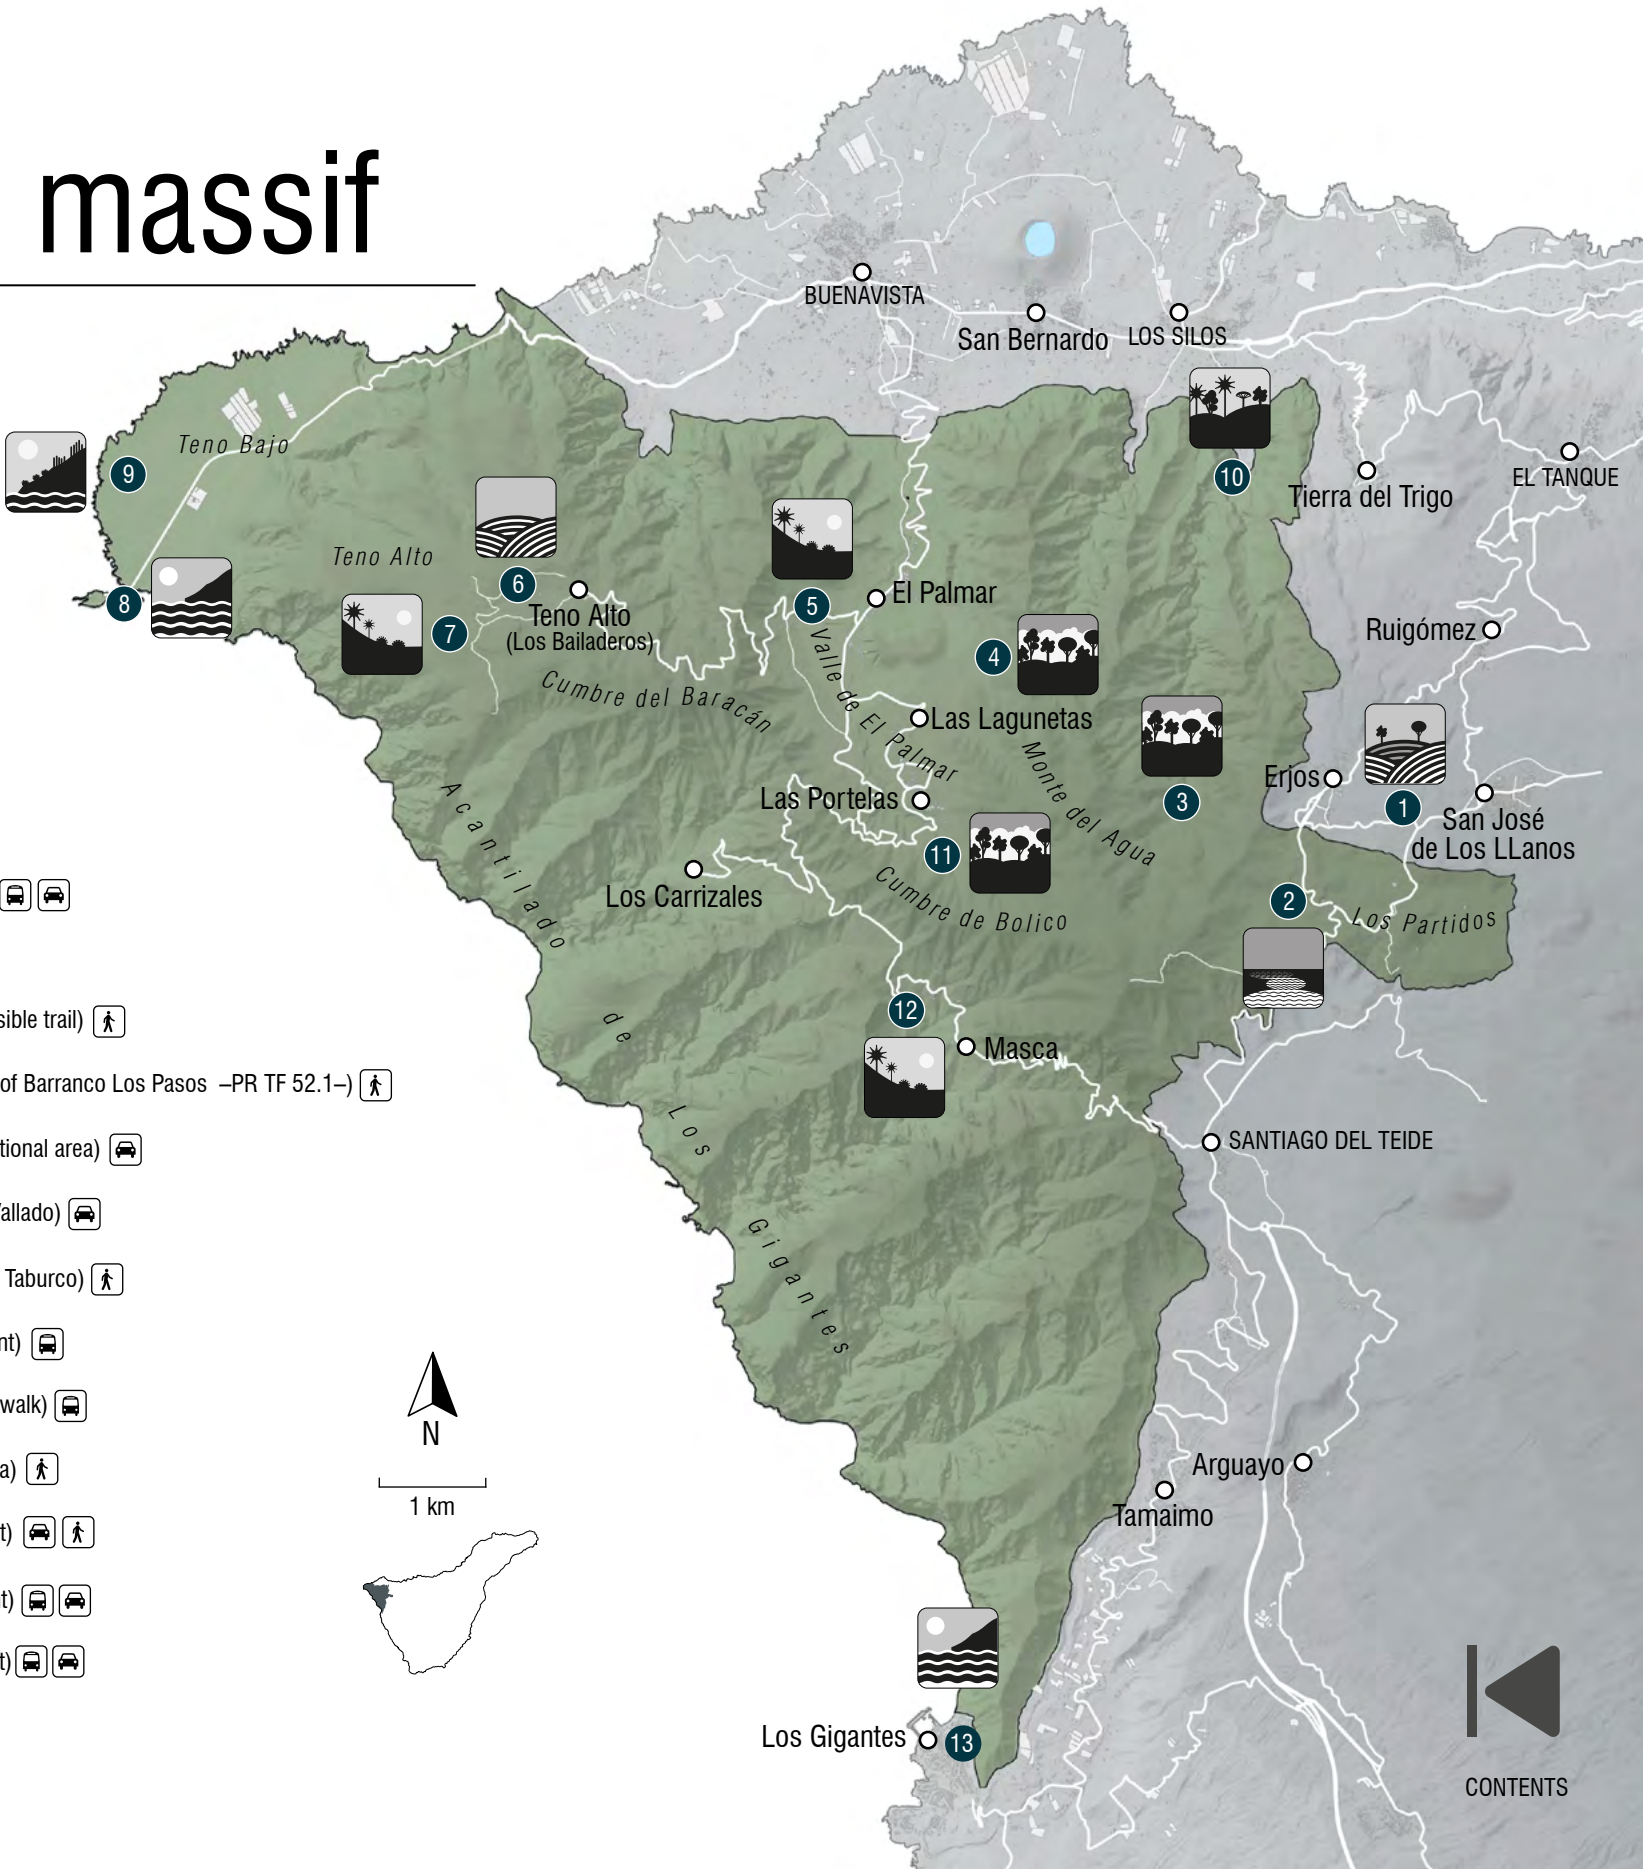 massif
BUENAVISTA
San Bernardo
LOS SILOS
Teno Bajo
9
10
Tierra del Trigo
EL TANQUE
Teno Alto
8
6
Teno Alto
(Los Bailaderos)
7
5
El Palmar
4
Ruigómez
Valle de El Palmar
Cumbre del Baracán
Las Lagunetas
Monte del Agua
3
Erjos
1
San José
de Los LLanos
Las Portelas
11
Cumbre de Bolico
Los Carrizales
2
Los Partidos
Acantilado de Los Gigantes
12
Masca
SANTIAGO DEL TEIDE
sible trail)
of Barranco Los Pasos –PR TF 52.1–)
tional area)
allado)
Taburco)
nt)
walk)
a)
t)
t)
t)
N
1 km
Arguayo
Tamaimo
Los Gigantes
13
CONTENTS